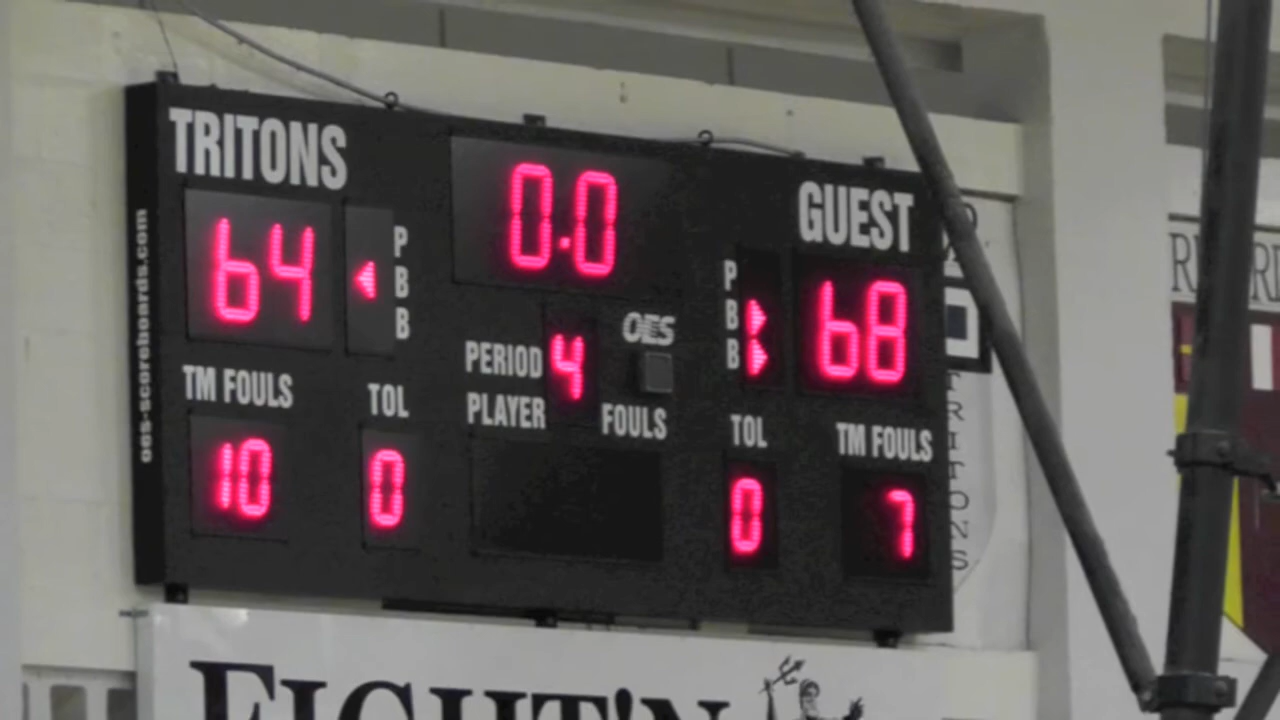 TRITONS
0.0
GUEST
64
P
B
B
P
B
B
68
oes-scoreboards.com
PERIOD 4
OES
TM FOULS
TOL
PLAYER
FOULS
TOL
TM FOULS
10
0
0
7
TRITONS
FIGHT'N